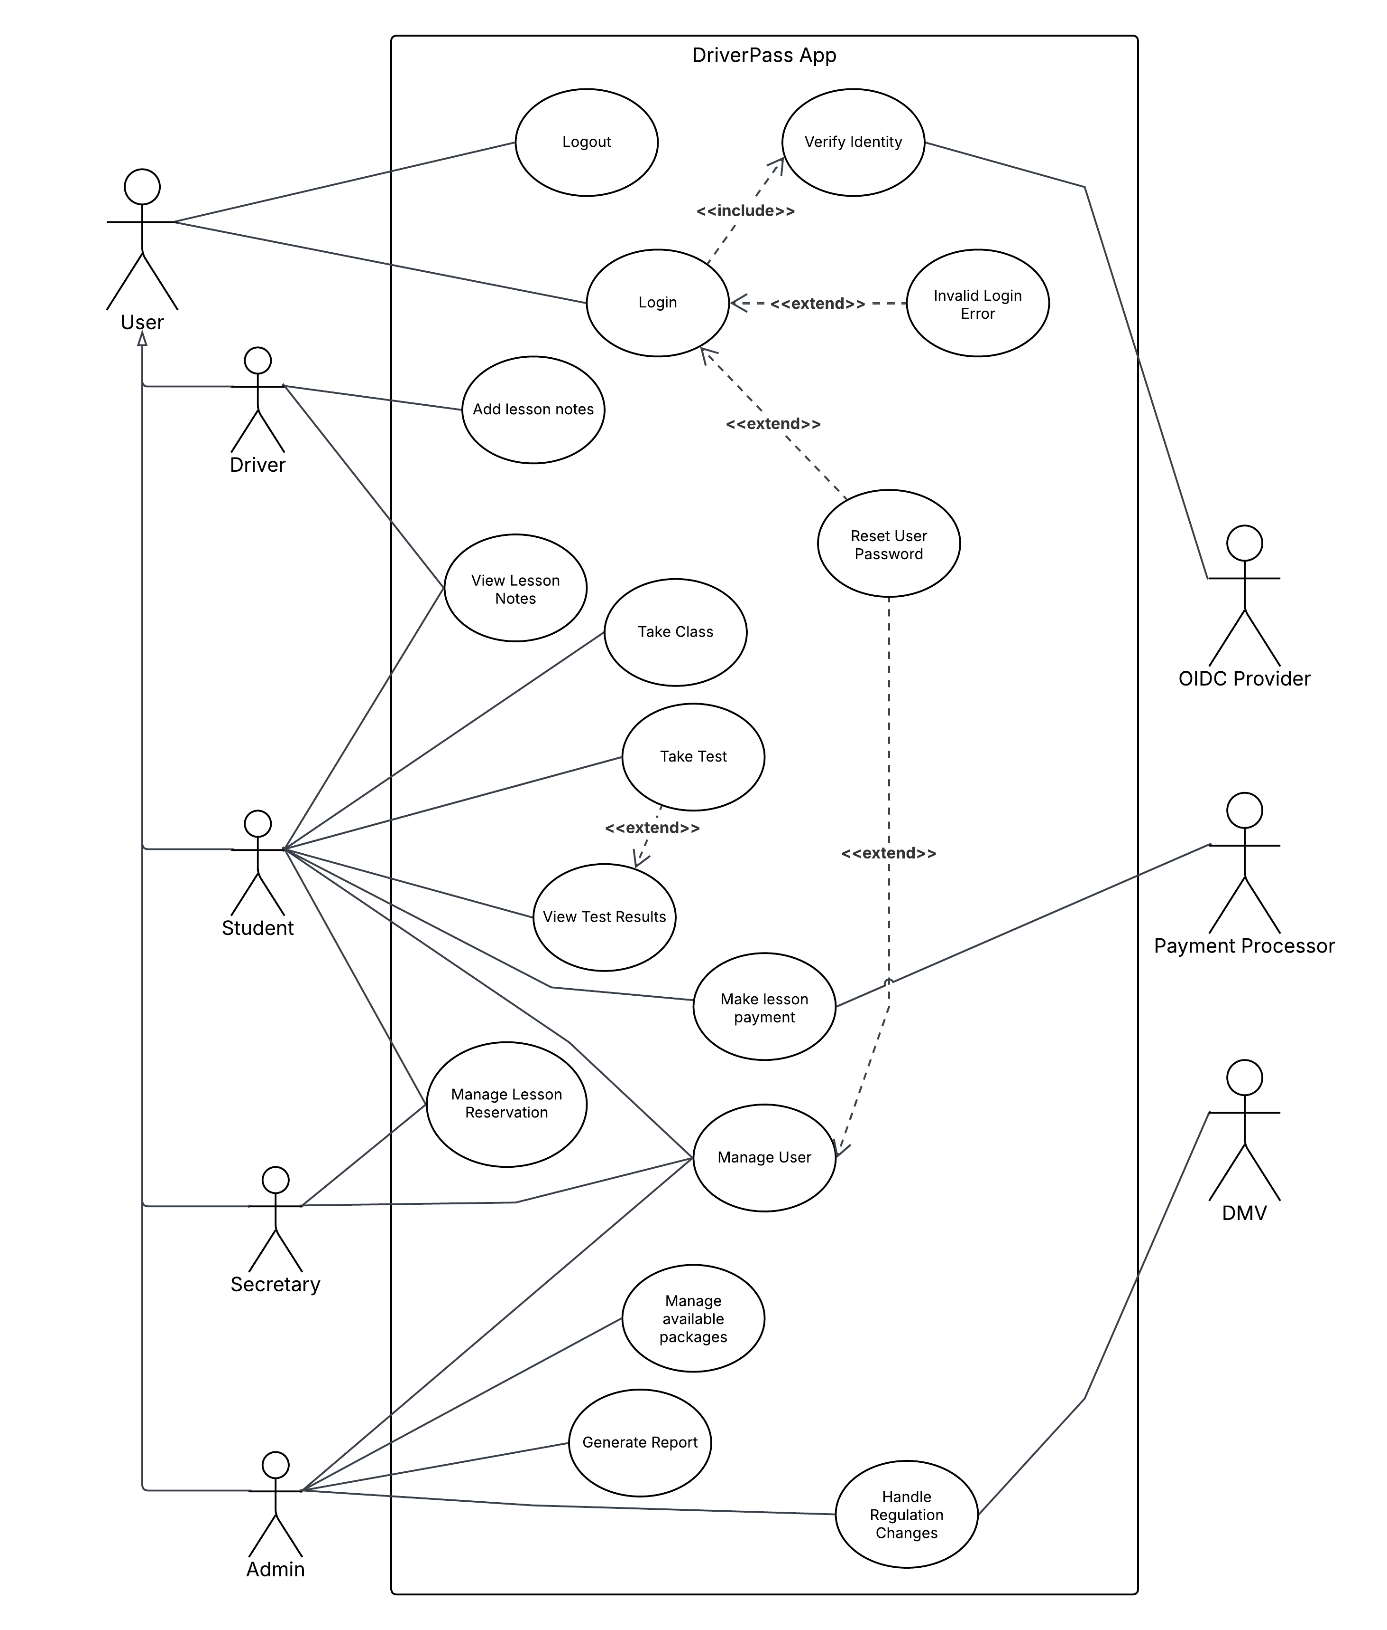 DriverPass App
Logout
Verify Identity
<<include>>
User
Login
<<extend>>
Invalid Login
Error
Driver
Add lesson notes
<<extend>>
Reset User
Password
View Lesson
Notes
Take Class
OIDC Provider
Take Test
<<extend>>
<<extend>>
Student
View Test Results
Payment Processor
Make lesson
payment
Manage Lesson
Reservation
Manage User
DMV
Secretary
Manage
available
packages
Generate Report
Handle
Regulation
Changes
Admin